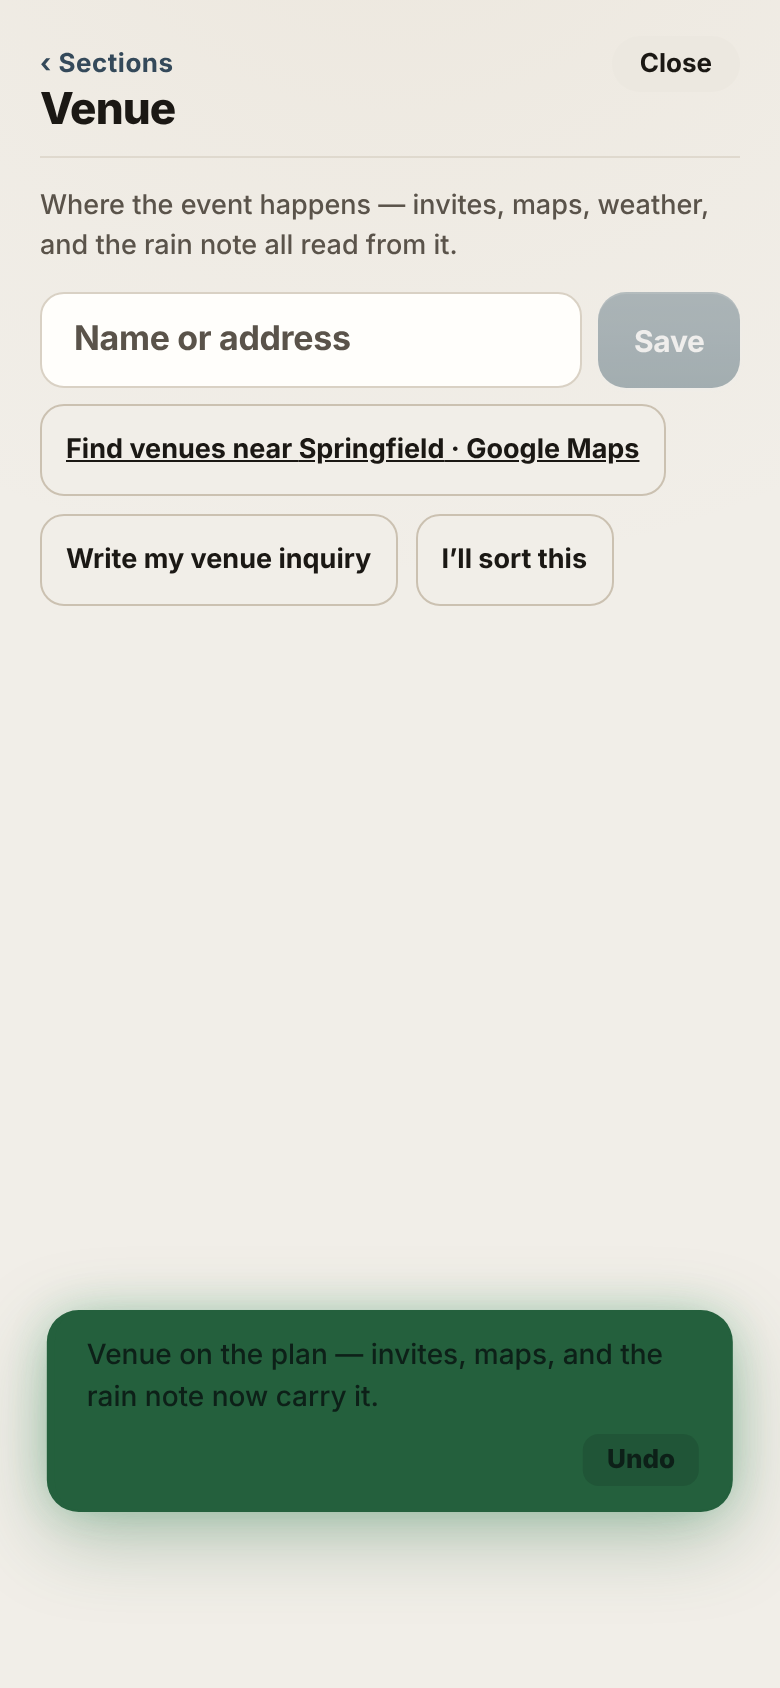 ‹ Sections
Close
Venue
Where the event happens — invites, maps, weather,
and the rain note all read from it.
Name or address
Save
Find venues near Springfield · Google Maps
Write my venue inquiry
I’ll sort this
Venue on the plan — invites, maps, and the
rain note now carry it.
Undo